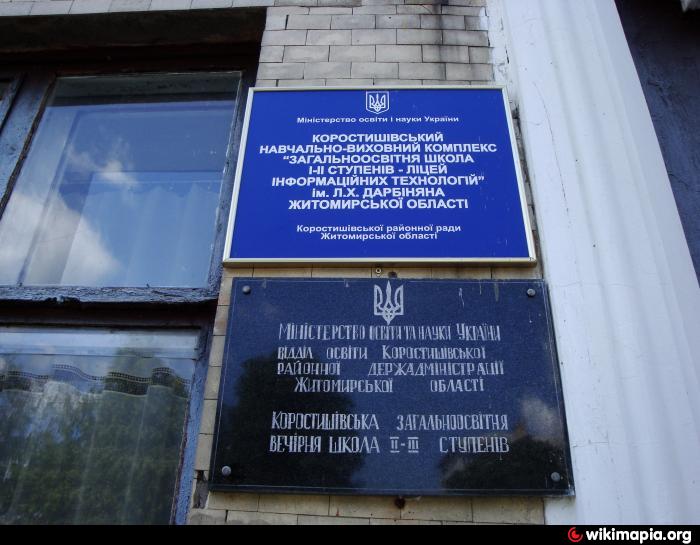 Міністерство освіти і науки України
КОРОСТИШІВСЬКИЙ
НАВЧАЛЬНО-ВИХОВНИЙ КОМПЛЕКС
“ЗАГАЛЬНООСВІТНЯ ШКОЛА
І-ІІ СТУПЕНІВ - ЛІЦЕЙ
ІНФОРМАЦІЙНИХ ТЕХНОЛОГІЙ”
ім. Л.Х. ДАРБІНЯНА
ЖИТОМИРСЬКОЇ ОБЛАСТІ
Коростишівської районної ради
Житомирської області
Міністерство освіти та науки України
відділ освіти Коростишівської
районної держадміністрації
Житомирської області
Коростишівська загальноосвітня
вечірня школа ІІ-ІІІ ступенів
wikimapia.org